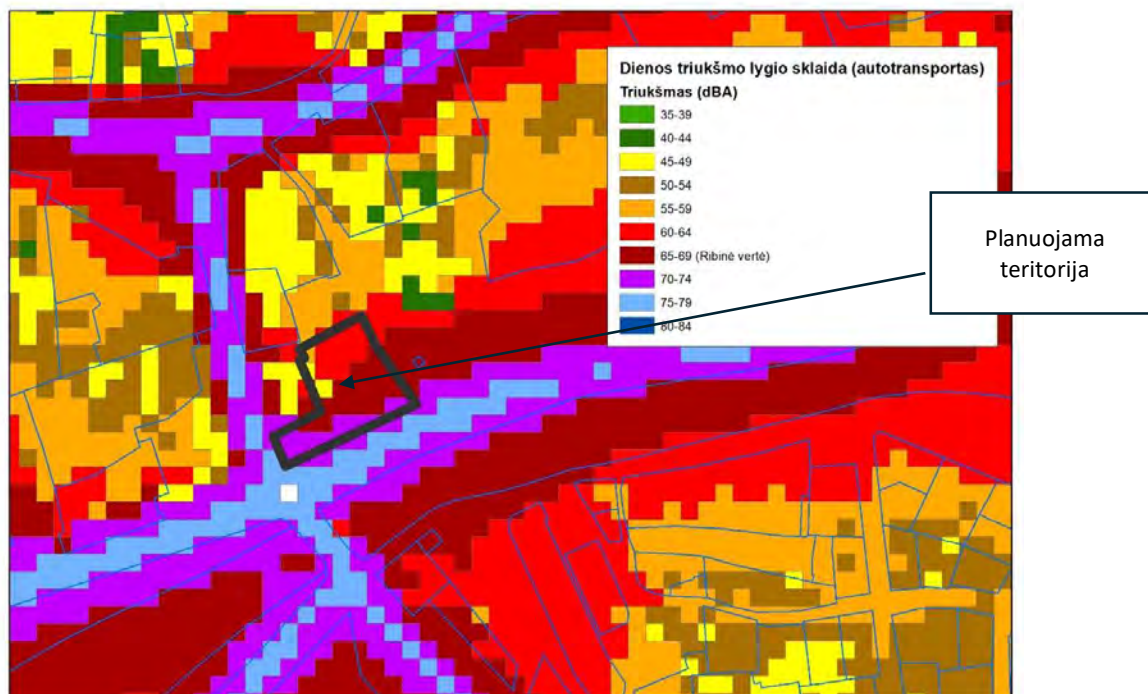 Dienos triukšmo lygio sklaida (autotransportas)
Triukšmas (dBA)
35-39
40-44
45-49
50-54
55-59
60-64
65-69 (Ribinė vertė)
70-74
75-79
80-84
Planuojama
teritorija